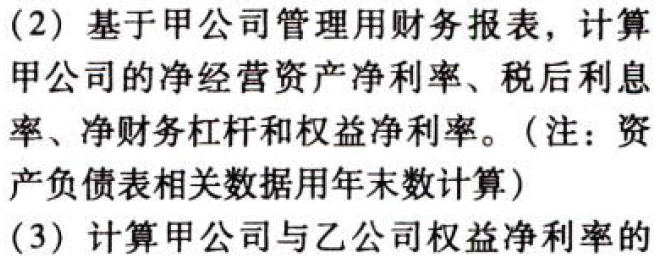 (2) 基于甲公司管理用财务报表，计算
甲公司的净经营资产净利率、税后利息
率、净财务杠杆和权益净利率。(注：资
产负债表相关数据用年末数计算)
(3) 计算甲公司与乙公司权益净利率的